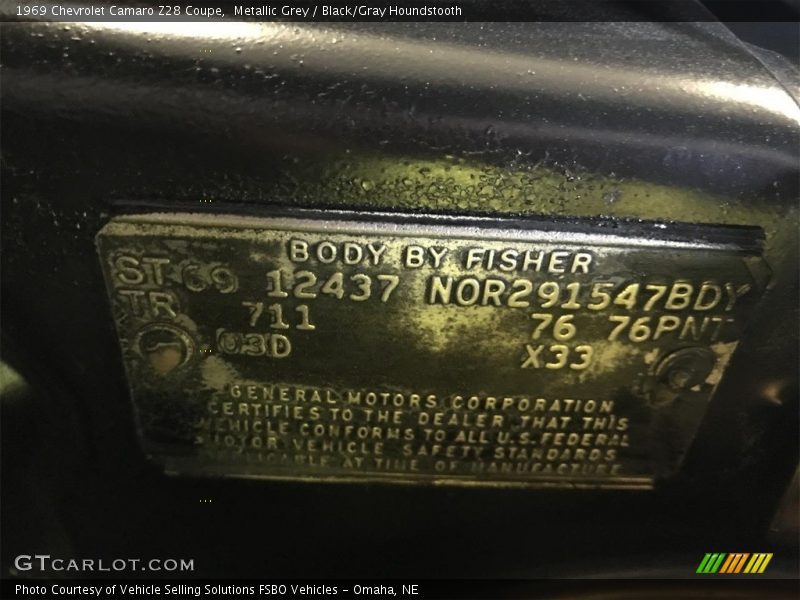 1969 Chevrolet Camaro Z28 Coupe, Metallic Grey / Black/Gray Houndstooth
BODY BY FISHER
ST 69 12437 NOR291547BDY
TR 711 76 76PNT
03D X33
GENERAL MOTORS CORPORATION
CERTIFIES TO THE DEALER THAT THIS
VEHICLE CONFORMS TO ALL U.S. FEDERAL
MOTOR VEHICLE SAFETY STANDARDS
APPLICABLE AT TIME OF MANUFACTURE
GTCARLOT.COM
Photo Courtesy of Vehicle Selling Solutions FSBO Vehicles - Omaha, NE